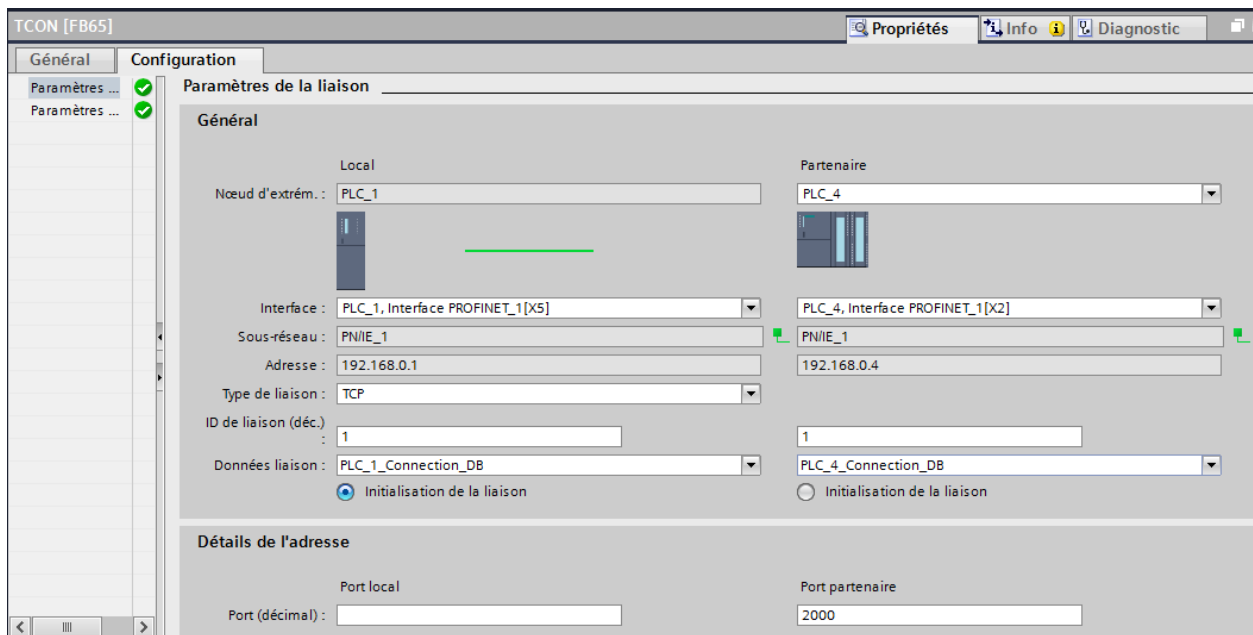 TCON [FB65]
Propriétés Info Diagnostic
Général Configuration
Paramètres ... Paramètres de la liaison
Paramètres ...
Général
Local Partenaire
Nœud d'extrém. : PLC_1 PLC_4
Interface : PLC_1, Interface PROFINET_1[X5] PLC_4, Interface PROFINET_1[X2]
Sous-réseau : PN/IE_1 PN/IE_1
Adresse : 192.168.0.1 192.168.0.4
Type de liaison : TCP
ID de liaison (déc.)
: 1 1
Données liaison : PLC_1_Connection_DB PLC_4_Connection_DB
Initialisation de la liaison Initialisation de la liaison
Détails de l'adresse
Port local Port partenaire
Port (décimal) : 2000